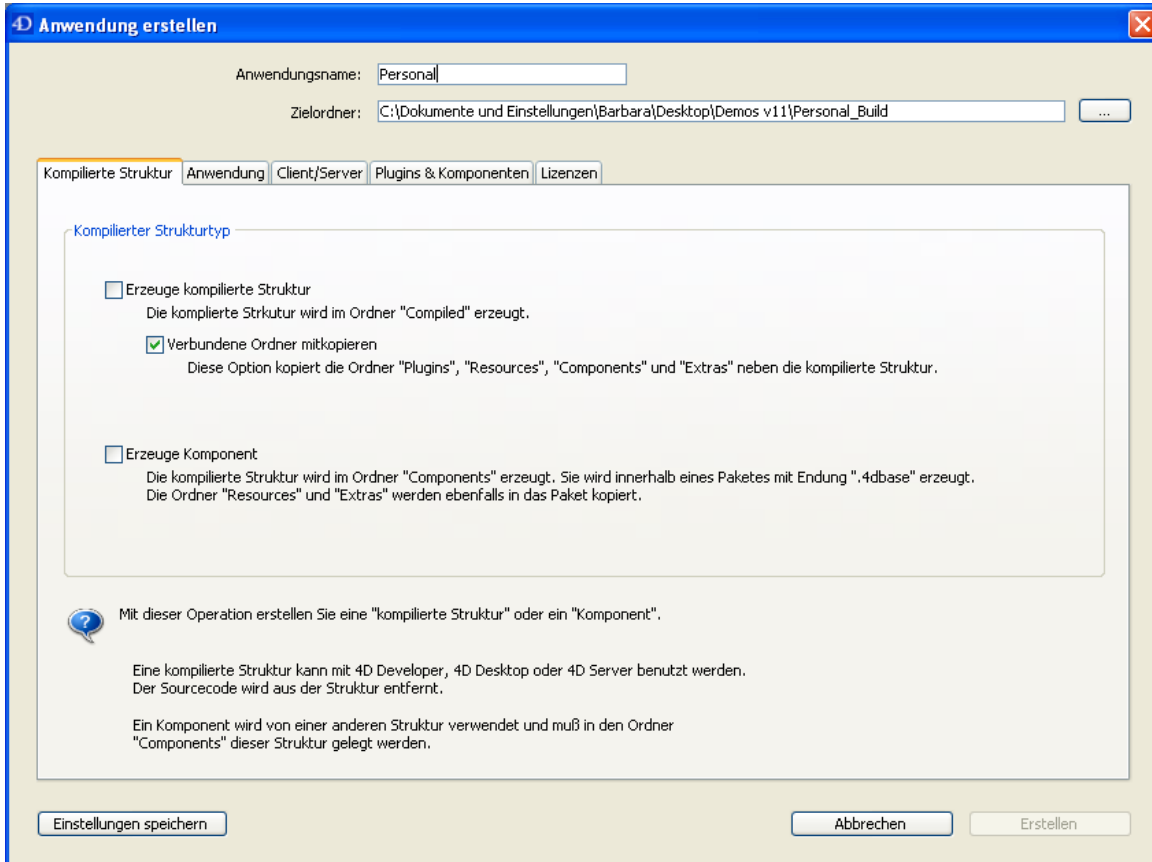 4D Anwendung erstellen
Anwendungsname: Personal
Zielordner: C:\Dokumente und Einstellungen\Barbara\Desktop\Demos v11\Personal_Build ...
Kompilierte Struktur Anwendung Client/Server Plugins & Komponenten Lizenzen
Kompilierter Strukturtyp
Erzeuge kompilierte Struktur
Die komplierte Strkutur wird im Ordner "Compiled" erzeugt.
Verbundene Ordner mitkopieren
Diese Option kopiert die Ordner "Plugins", "Resources", "Components" und "Extras" neben die kompilierte Struktur.
Erzeuge Komponent
Die kompilierte Struktur wird im Ordner "Components" erzeugt. Sie wird innerhalb eines Paketes mit Endung ".4dbase" erzeugt.
Die Ordner "Resources" und "Extras" werden ebenfalls in das Paket kopiert.
Mit dieser Operation erstellen Sie eine "kompilierte Struktur" oder ein "Komponent".
Eine kompilierte Struktur kann mit 4D Developer, 4D Desktop oder 4D Server benutzt werden.
Der Sourcecode wird aus der Struktur entfernt.
Ein Komponent wird von einer anderen Struktur verwendet und muß in den Ordner
"Components" dieser Struktur gelegt werden.
Einstellungen speichern Abbrechen Erstellen